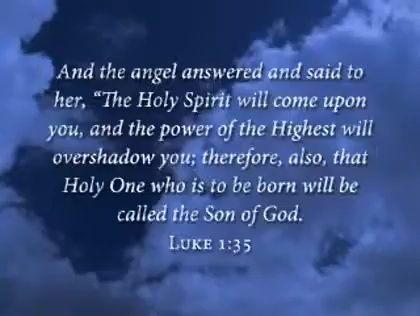 And the angel answered and said to
her, “The Holy Spirit will come upon
you, and the power of the Highest will
overshadow you; therefore, also, that
Holy One who is to be born will be
called the Son of God.
Luke 1:35